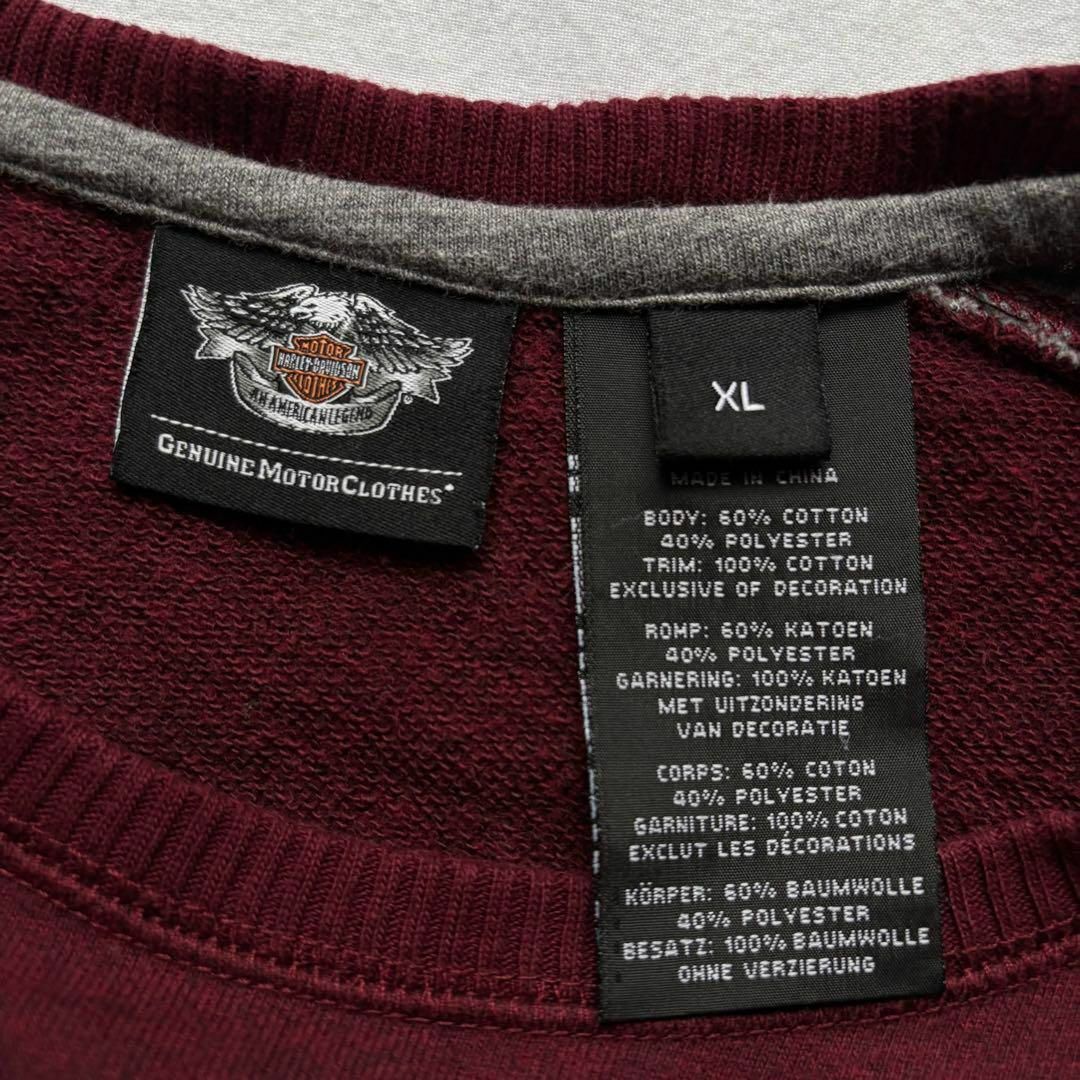 MOTOR
HARLEY-DAVIDSON
CLOTHES
AN AMERICAN LEGEND
®
GENUINE MOTORCLOTHES®
XL
MADE IN CHINA
BODY: 60% COTTON
40% POLYESTER
TRIM: 100% COTTON
EXCLUSIVE OF DECORATION
ROMP: 60% KATOEN
40% POLYESTER
GARNERING: 100% KATOEN
MET UITZONDERING
VAN DECORATIE
CORPS: 60% COTON
40% POLYESTER
GARNITURE: 100% COTON
EXCLUT LES DÉCORATIONS
KÖRPER: 60% BAUMWOLLE
40% POLYESTER
BESATZ: 100% BAUMWOLLE
OHNE VERZIERUNG